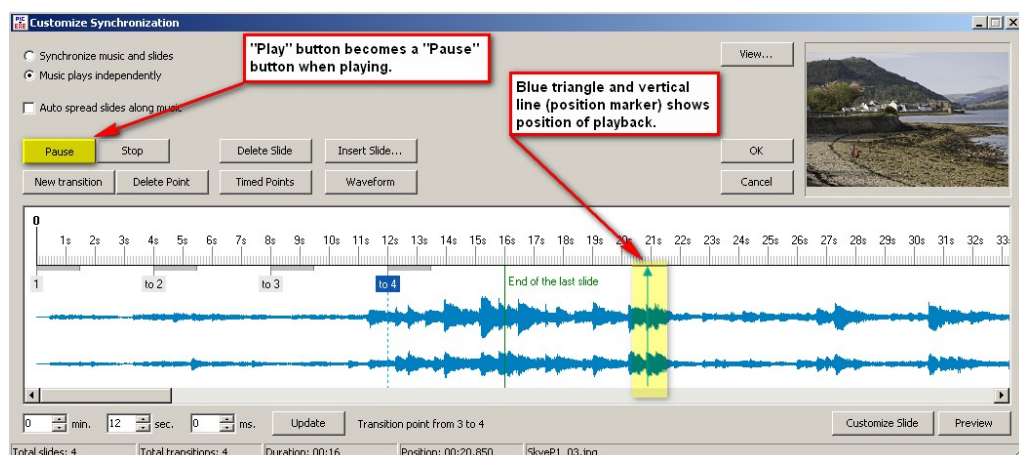 PIC EXE Customize Synchronization
Synchronize music and slides
Music plays independently
Auto spread slides along music
"Play" button becomes a "Pause"
button when playing.
Blue triangle and vertical
line (position marker) shows
position of playback.
View...
Pause Stop Delete Slide Insert Slide... OK
New transition Delete Point Timed Points Waveform Cancel
0
1s 2s 3s 4s 5s 6s 7s 8s 9s 10s 11s 12s 13s 14s 15s 16s 17s 18s 19s 20s 21s 22s 23s 24s 25s 26s 27s 28s 29s 30s 31s 32s 33
1 to 2 to 3 to 4 End of the last slide
0 min. 12 sec. 0 ms. Update Transition point from 3 to 4 Customize Slide Preview
Total slides: 4 Total transitions: 4 Duration: 00:16 Position: 00:20.850 SkyeP1_03.jpg